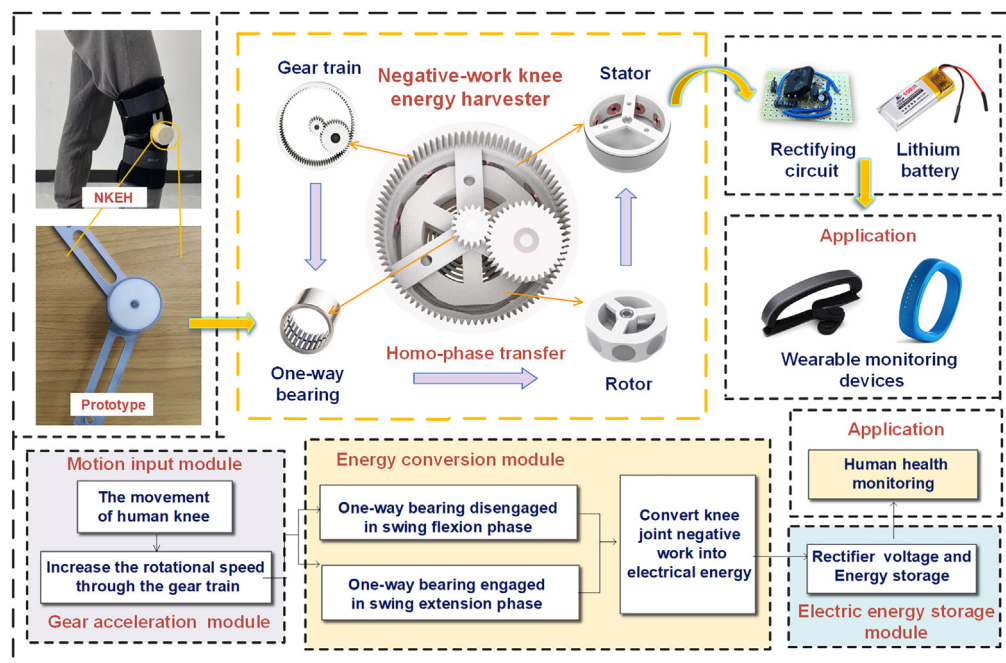 NKEH
Prototype
Gear train
Negative-work knee
energy harvester
Stator
One-way
bearing
Homo-phase transfer
Rotor
Rectifying
circuit
Lithium
battery
Application
Wearable monitoring
devices
Motion input module
The movement
of human knee
Increase the rotational speed
through the gear train
Gear acceleration module
Energy conversion module
One-way bearing disengaged
in swing flexion phase
One-way bearing engaged
in swing extension phase
Convert knee
joint negative
work into
electrical energy
Application
Human health
monitoring
Rectifier voltage and
Energy storage
Electric energy storage
module